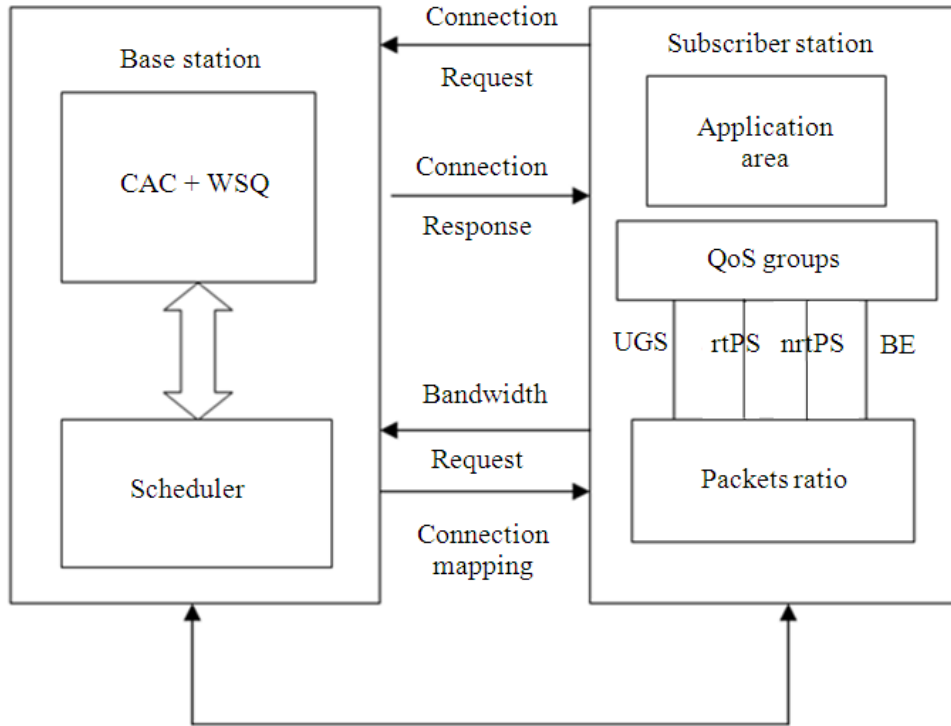 Base station
CAC + WSQ
Scheduler
Connection
Request
Connection
Response
Bandwidth
Request
Connection
mapping
Subscriber station
Application
area
QoS groups
UGS rtPS nrtPS BE
Packets ratio